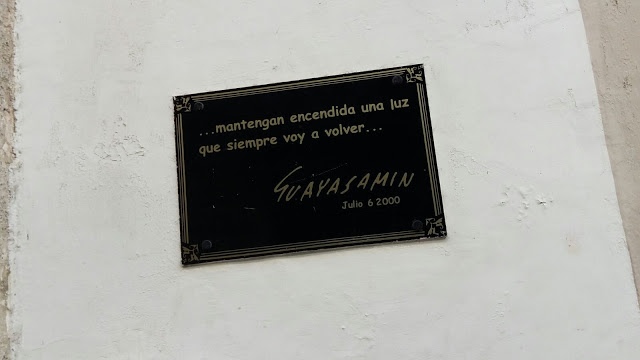 ...mantengan encendida una luz
que siempre voy a volver...
GUAYASAMIN
Julio 6 2000